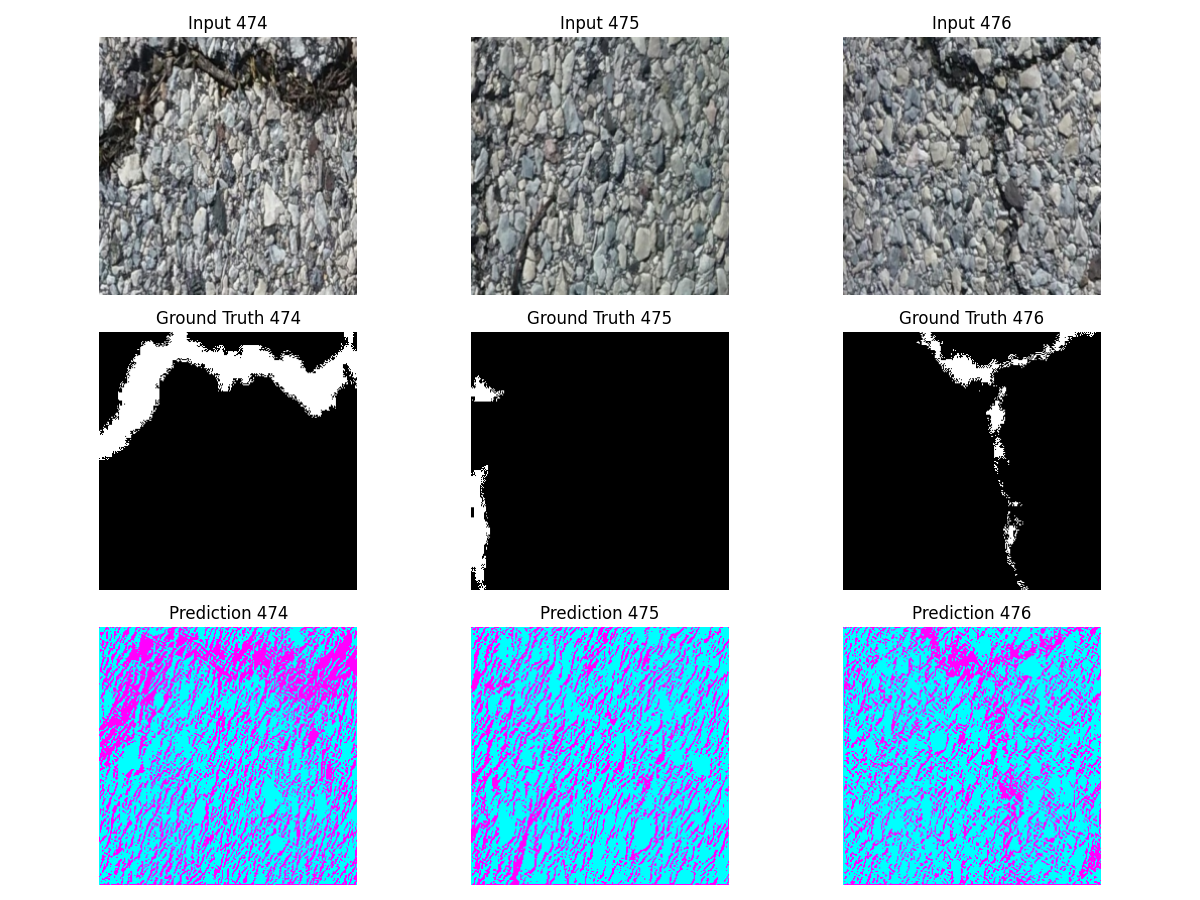 Input 474
Input 475
Input 476
Ground Truth 474
Ground Truth 475
Ground Truth 476
Prediction 474
Prediction 475
Prediction 476